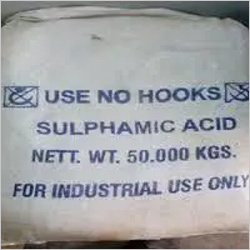 USE NO HOOKS
SULPHAMIC ACID
NETT. WT. 50.000 KGS.
FOR INDUSTRIAL USE ONLY